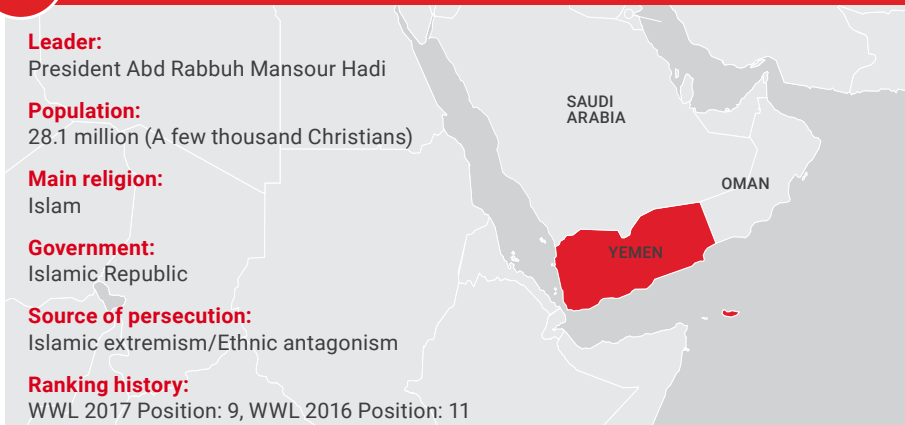 Leader:
President Abd Rabbuh Mansour Hadi
Population:
28.1 million (A few thousand Christians)
Main religion:
Islam
Government:
Islamic Republic
Source of persecution:
Islamic extremism/Ethnic antagonism
Ranking history:
WWL 2017 Position: 9, WWL 2016 Position: 11
SAUDI
ARABIA
OMAN
YEMEN